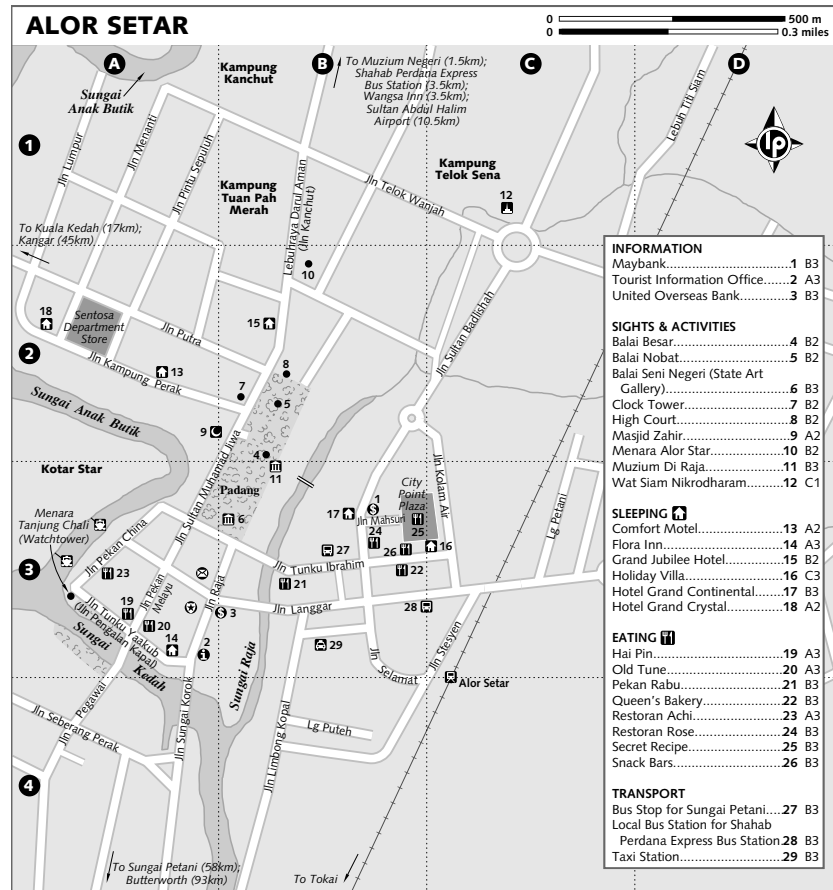 ALOR SETAR
0 500 m
0 0.3 miles
A
B
C
D
1
2
3
4
lp
Kampung
Kanchut
To Muzium Negeri (1.5km);
Shahab Perdana Express
Bus Station (3.5km);
Wangsa Inn (3.5km);
Sultan Abdul Halim
Airport (10.5km)
Sungai
Anak Butik
Jln Lumpur
Jln Menanti
Jln Pintu Sepuluh
Kampung
Tuan Pah
Merah
Lebuhraya Darul Aman
(Jln Kanchut)
Jln Telok Wanjah
Kampung
Telok Sena
Lebuh Titi Siam
12
To Kuala Kedah (17km);
Kangar (45km)
10
18
Sentosa
Department
Store
Jln Putra
15
Jln Sultan Badlishah
Jln Kampung Perak
13
8
7
5
Sungai Anak Butik
9
Jln Sultan Muhamad Jiwa
4
11
Kotar Star
Padang
6
Menara
Tanjung Chali
(Watchtower)
Jln Pekan China
17
1
Jln Mahsuri
City
Point
Plaza
Jln Kolam Air
Jln Petani
Lg Petani
24
25
26
16
27
Jln Tunku Ibrahim
22
21
23
19
Jln Pekan
Melayu
Jln Raja
3
Jln Langgar
28
Jln Tunku Yaakub
(Jln Pengalan Kapal)
20
14
2
29
Sungai
Kedah
Sungai Raja
Jln Selamat
Jln Stesyen
Alor Setar
Jln Pegawai
Jln Seberang Perak
Jln Sungai Korok
Jln Limbong Kopal
Lg Puteh
To Sungai Petani (58km);
Butterworth (93km)
To Tokai
INFORMATION
Maybank 1 B3
Tourist Information Office 2 A3
United Overseas Bank 3 B3
SIGHTS & ACTIVITIES
Balai Besar 4 B2
Balai Nobat 5 B2
Balai Seni Negeri (State Art
Gallery) 6 B3
Clock Tower 7 B2
High Court 8 B2
Masjid Zahir 9 A2
Menara Alor Star 10 B2
Muzium Di Raja 11 B3
Wat Siam Nikrodharam 12 C1
SLEEPING
Comfort Motel 13 A2
Flora Inn 14 A3
Grand Jubilee Hotel 15 B2
Holiday Villa 16 C3
Hotel Grand Continental 17 B3
Hotel Grand Crystal 18 A2
EATING
Hai Pin 19 A3
Old Tune 20 A3
Pekan Rabu 21 B3
Queen's Bakery 22 B3
Restoran Achi 23 A3
Restoran Rose 24 B3
Secret Recipe 25 B3
Snack Bars 26 B3
TRANSPORT
Bus Stop for Sungai Petani 27 B3
Local Bus Station for Shahab
Perdana Express Bus Station 28 B3
Taxi Station 29 B3